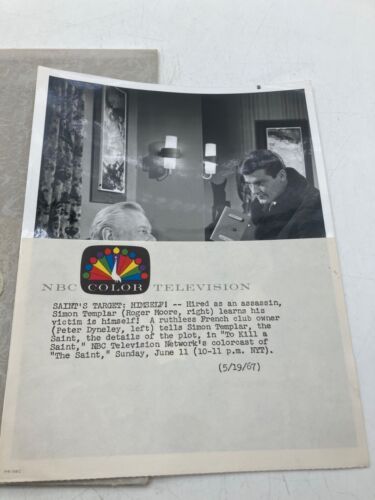 NBC COLOR TELEVISION
SAINT'S TARGET: HIMSELF! -- Hired as an assassin,
Simon Templar (Roger Moore, right) learns his
victim is himself! A ruthless French club owner
(Peter Dyneley, left) tells Simon Templar, the
Saint, the details of the plot, in "To Kill a
Saint," NBC Television Network's colorcast of
"The Saint," Sunday, June 11 (10-11 p.m. NYT).
(5/19/67)